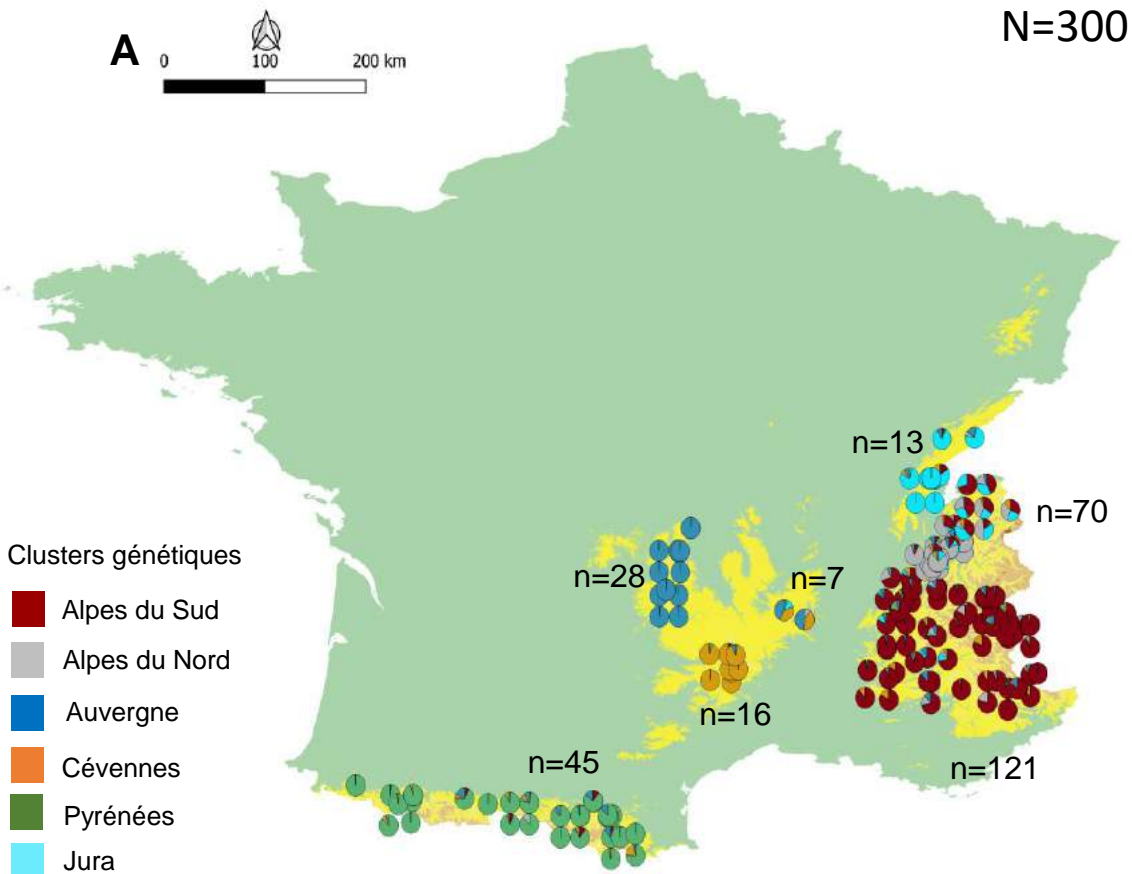 A
N=300
0 100 200 km
n=13
n=70
n=28
n=7
n=16
n=45
n=121
Clusters génétiques
Alpes du Sud
Alpes du Nord
Auvergne
Cévennes
Pyrénées
Jura